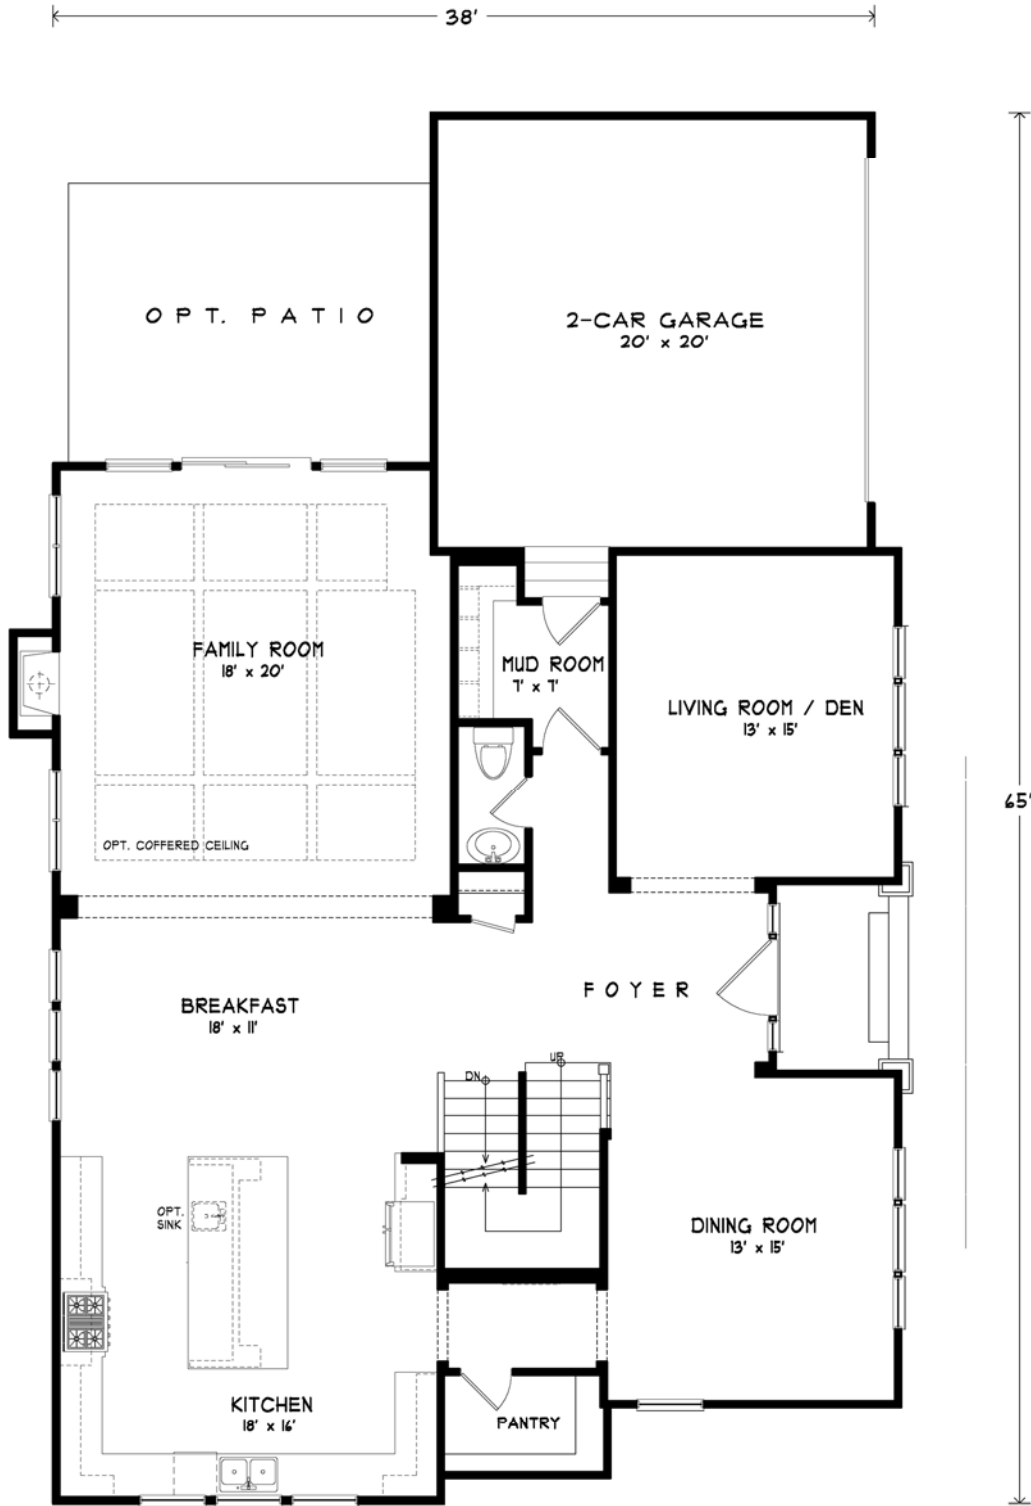 38'
OPT. PATIO
2-CAR GARAGE
20' x 20'
FAMILY ROOM
18' x 20'
MUD ROOM
7' x 7'
LIVING ROOM / DEN
13' x 15'
65'
OPT. COFFERED CEILING
BREAKFAST
18' x 11'
FOYER
UP
DN
OPT.
SINK
DINING ROOM
13' x 15'
KITCHEN
18' x 16'
PANTRY